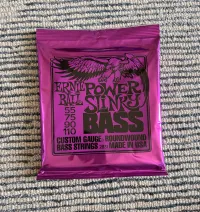 ERNIE BALL
POWER
SLINKY
BASS
55
75
90
110
CUSTOM GAUGE · ROUNDWOUND
BASS STRINGS
MADE IN USA